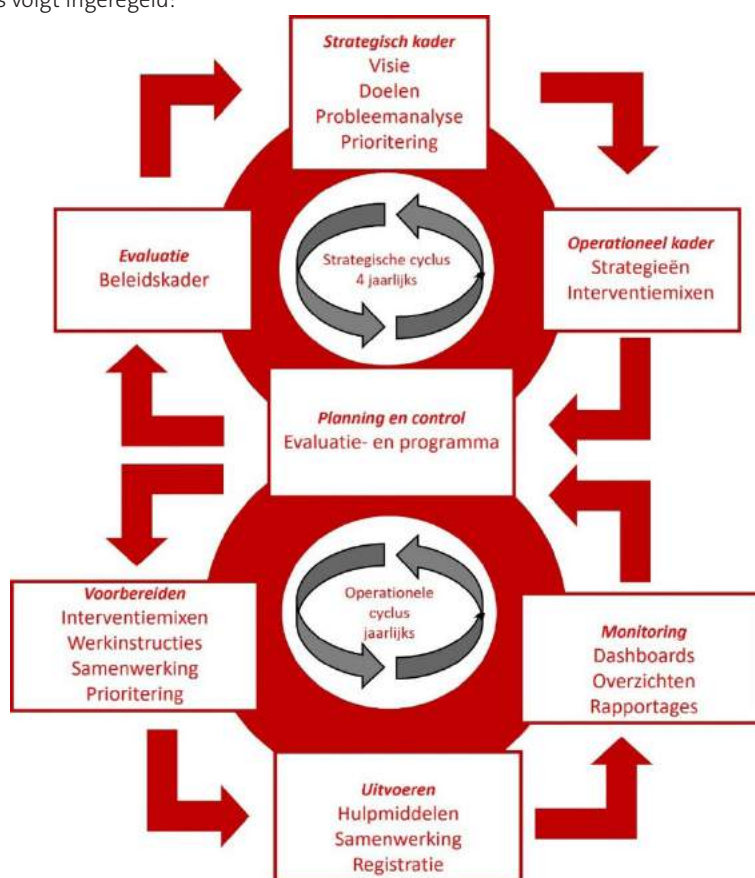 s volgt ingeregeld:
Strategisch kader
Visie
Doelen
Probleemanalyse
Prioritering
Evaluatie
Beleidskader
Strategische cyclus
4 jaarlijks
Operationeel kader
Strategieën
Interventiemixen
Planning en control
Evaluatie- en programma
Voorbereiden
Interventiemixen
Werkinstructies
Samenwerking
Prioritering
Operationele
cyclus
jaarlijks
Monitoring
Dashboards
Overzichten
Rapportages
Uitvoeren
Hulpmiddelen
Samenwerking
Registratie